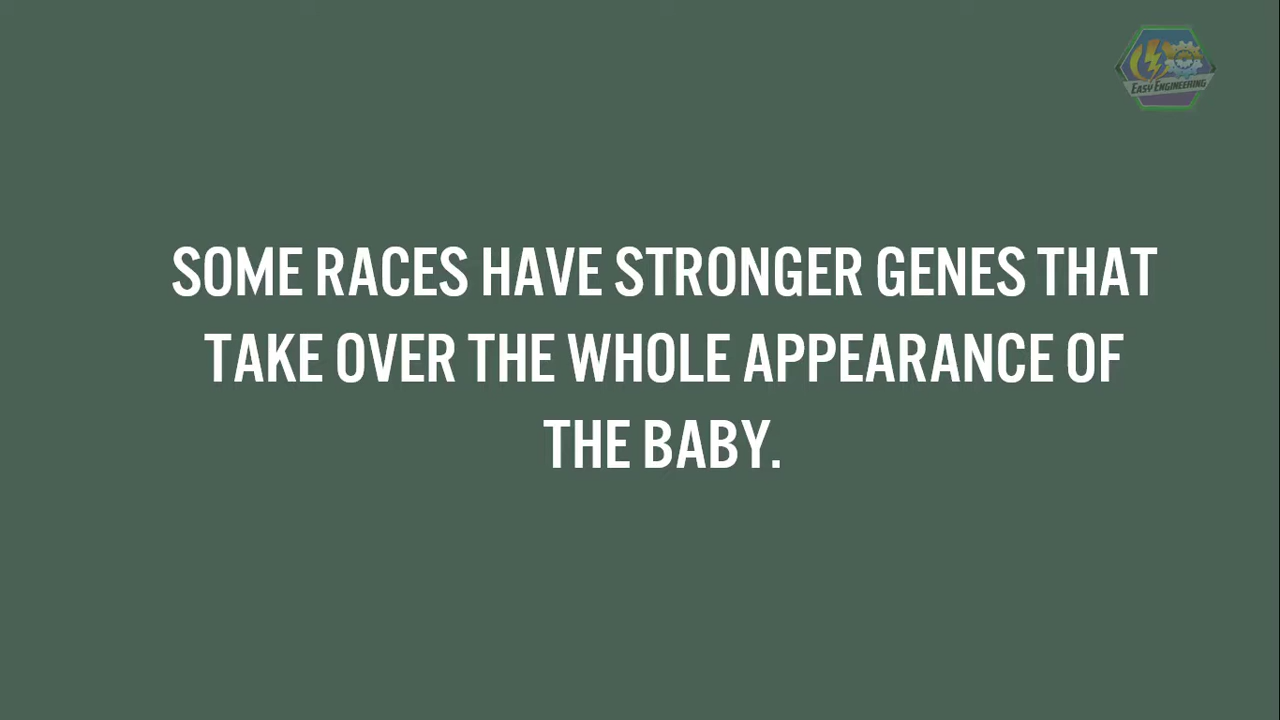 EASY ENGINEERING
SOME RACES HAVE STRONGER GENES THAT
TAKE OVER THE WHOLE APPEARANCE OF
THE BABY.